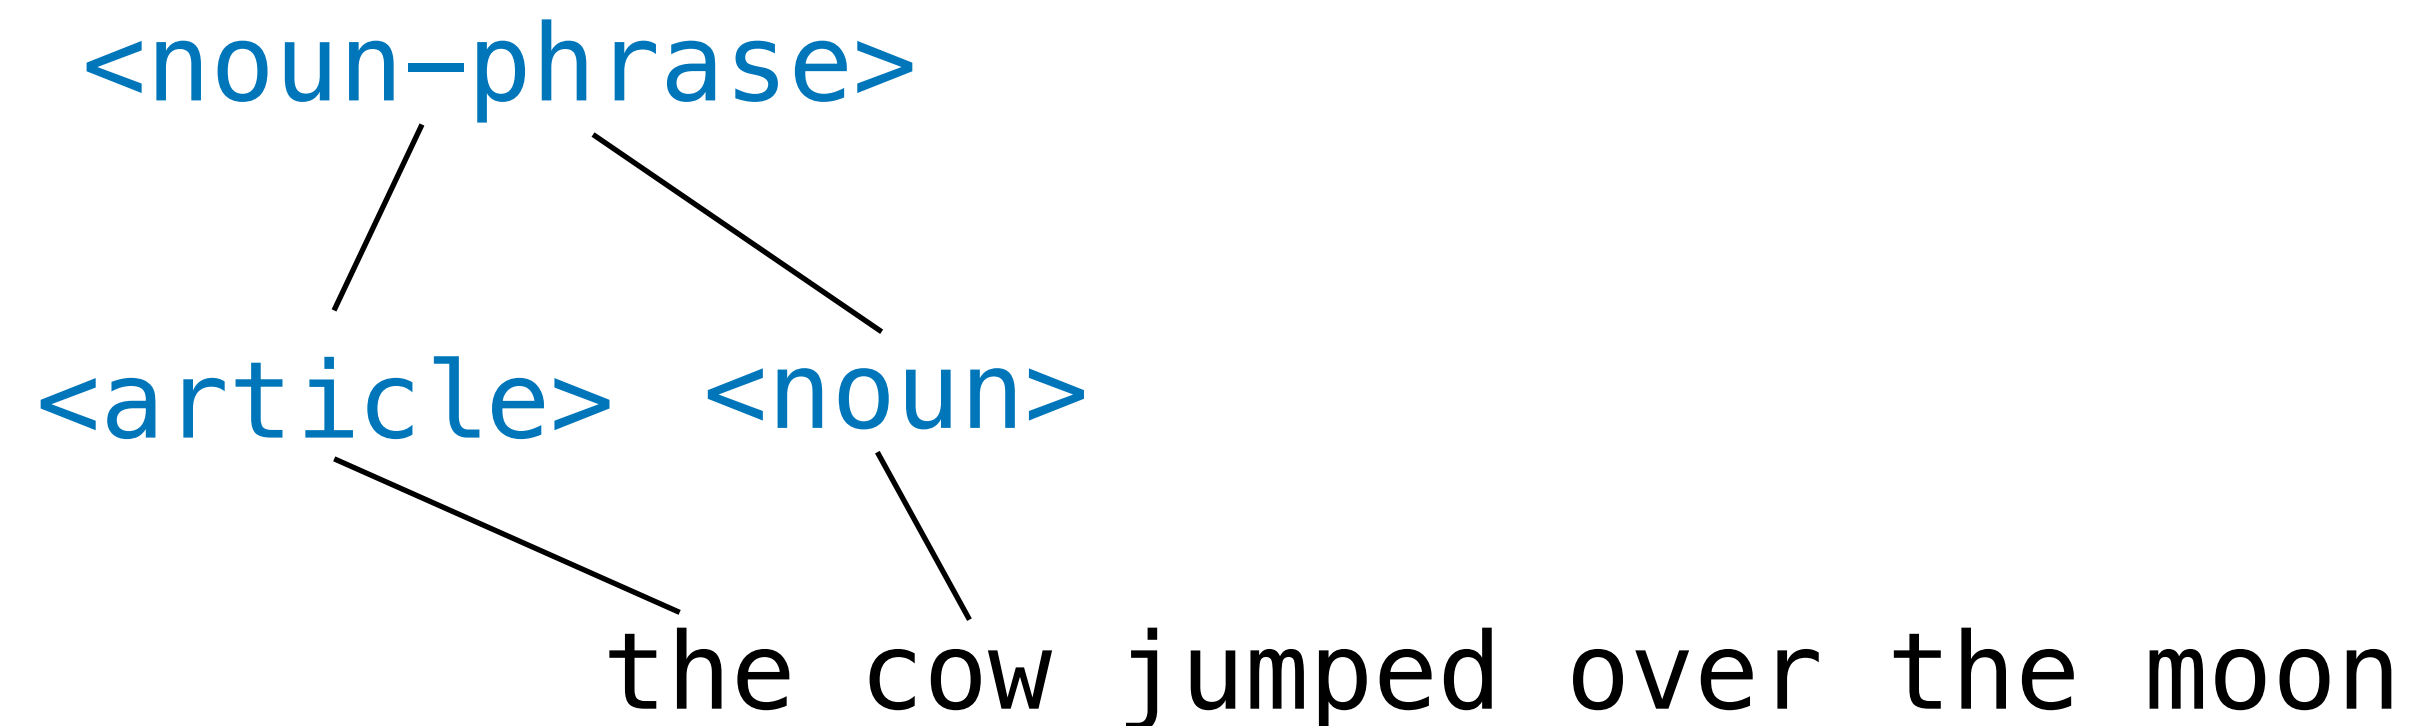 <noun-phrase>
<article> <noun>
the cow jumped over the moon